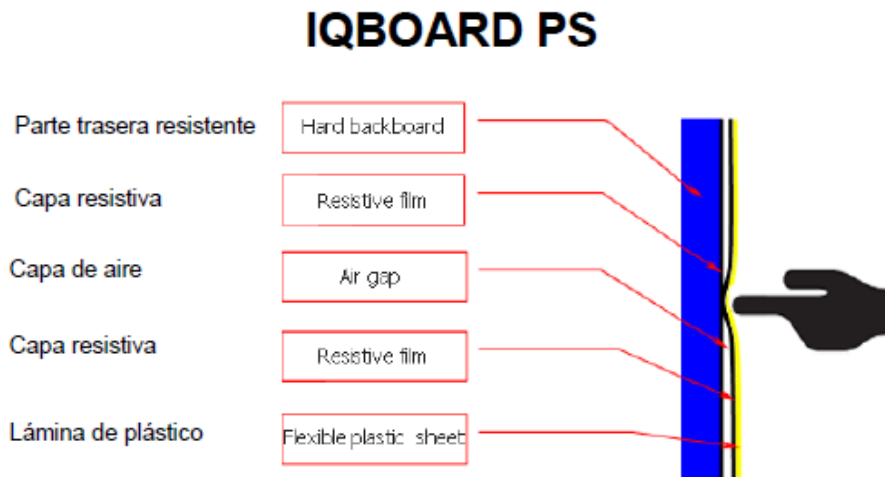 IQBOARD PS
Parte trasera resistente
Hard backboard
Capa resistiva
Resistive film
Capa de aire
Air gap
Capa resistiva
Resistive film
Lámina de plástico
Flexible plastic sheet